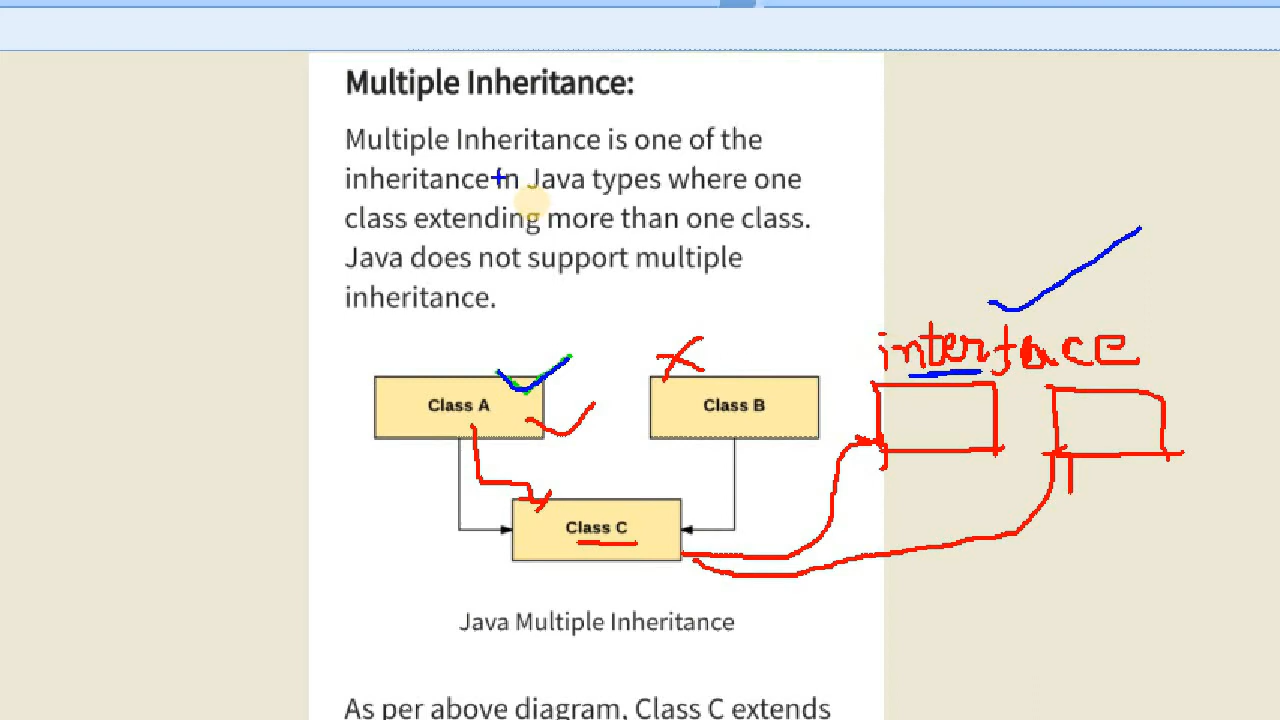 Multiple Inheritance:
Multiple Inheritance is one of the
inheritance in Java types where one
class extending more than one class.
Java does not support multiple
inheritance.
interface
Class A
Class B
Class C
Java Multiple Inheritance
As per above diagram, Class C extends